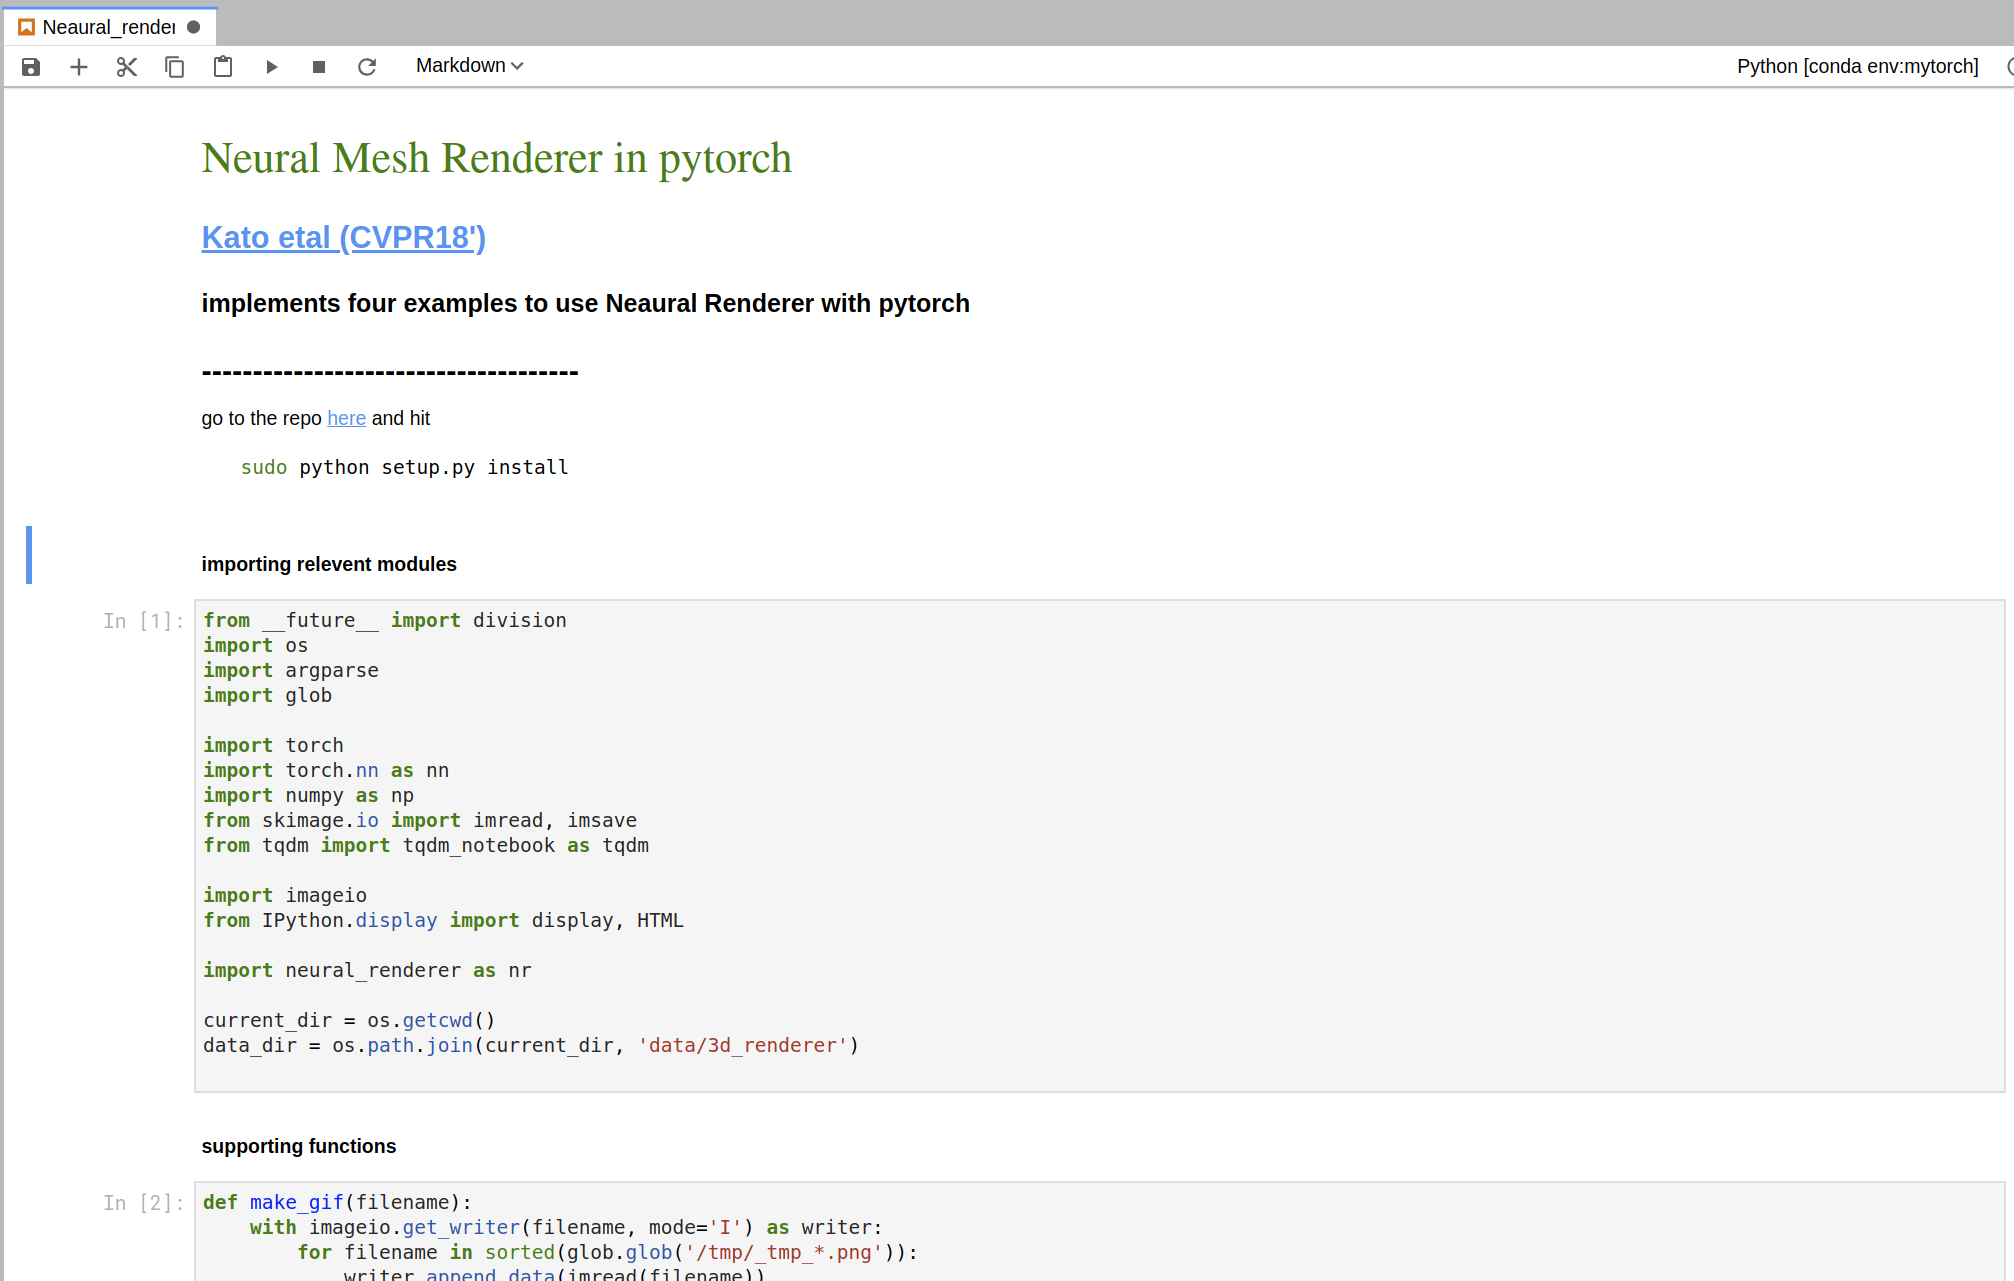 Neaural_render
Markdown
Python [conda env:mytorch]
Neural Mesh Renderer in pytorch
Kato etal (CVPR18')
implements four examples to use Neaural Renderer with pytorch
-------------------------------------
go to the repo here and hit
sudo python setup.py install
importing relevent modules
In [1]:
from __future__ import division
import os
import argparse
import glob
import torch
import torch.nn as nn
import numpy as np
from skimage.io import imread, imsave
from tqdm import tqdm_notebook as tqdm
import imageio
from IPython.display import display, HTML
import neural_renderer as nr
current_dir = os.getcwd()
data_dir = os.path.join(current_dir, 'data/3d_renderer')
supporting functions
In [2]:
def make_gif(filename):
    with imageio.get_writer(filename, mode='I') as writer:
        for filename in sorted(glob.glob('/tmp/_tmp_*.png')):
            writer.append_data(imread(filename))